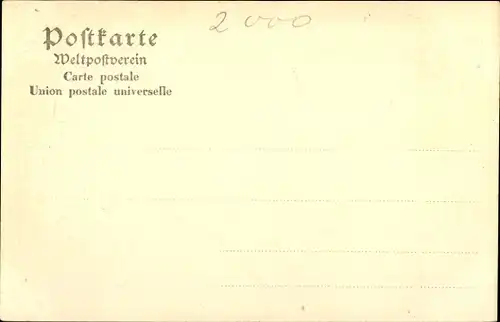 2000
Postkarte
Weltpostverein
Carte postale
Union postale universelle